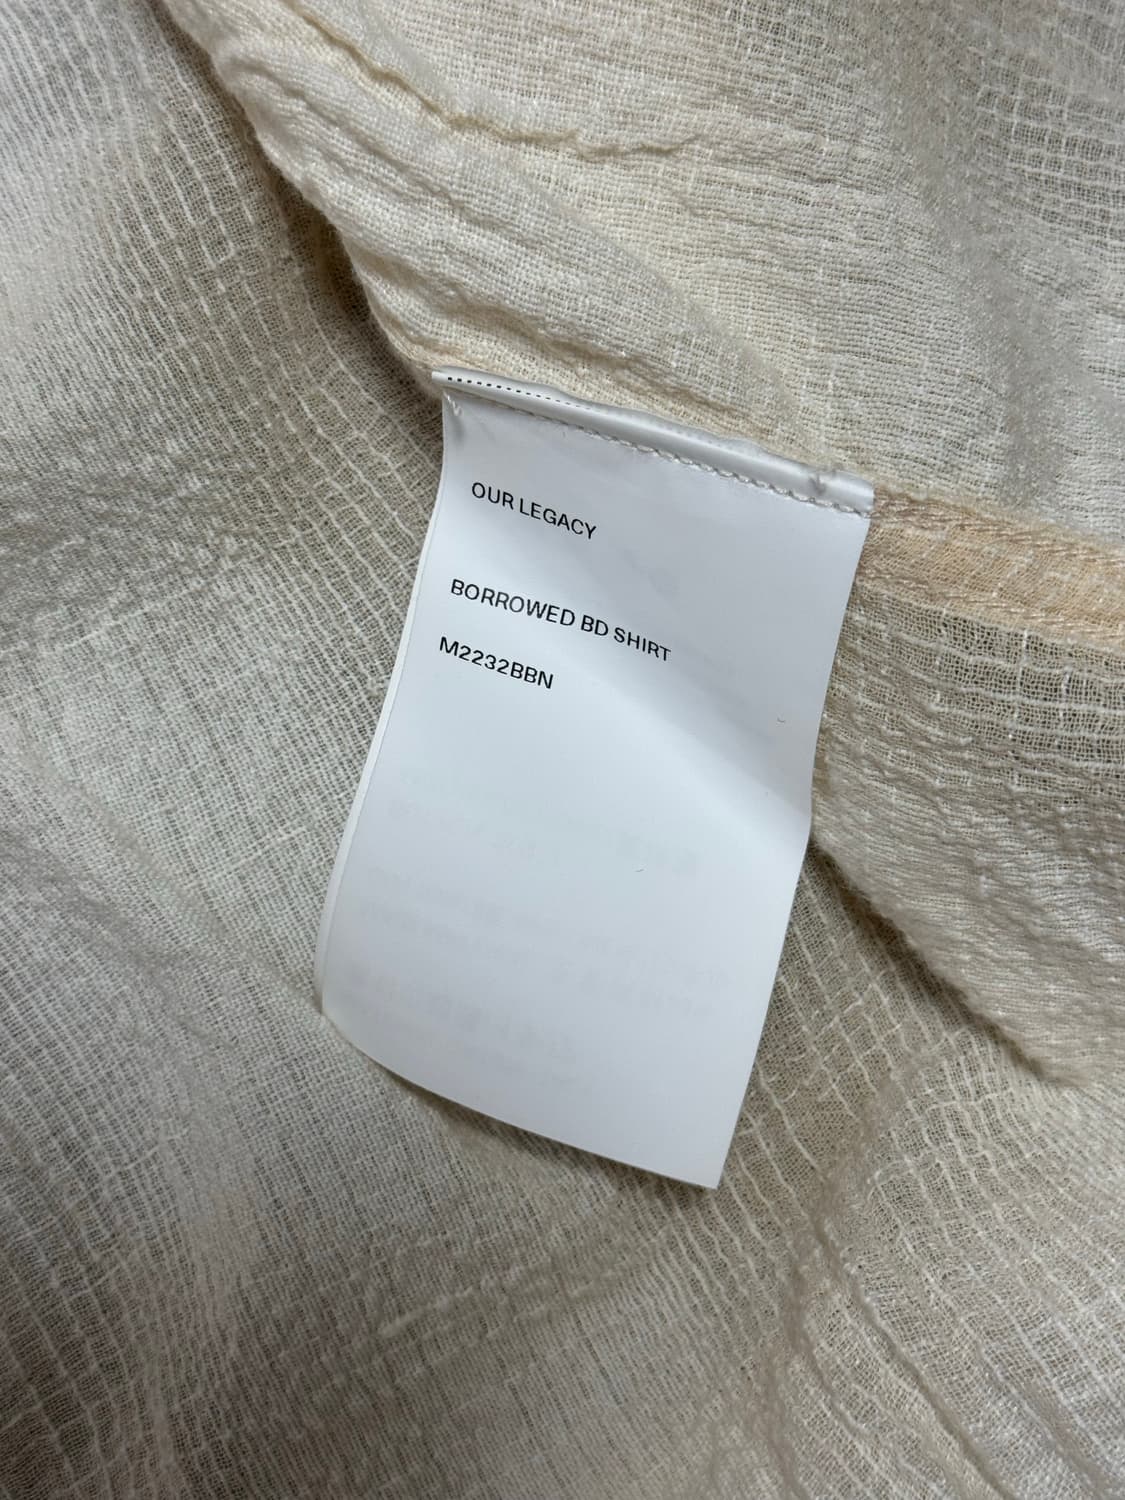 OUR LEGACY
BORROWED BD SHIRT
M2232BBN